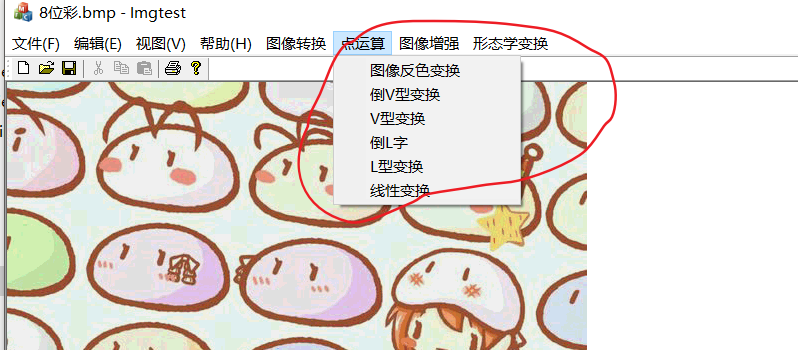 8位彩.bmp - Imgtest
文件(F) 编辑(E) 视图(V) 帮助(H) 图像转换 点运算 图像增强 形态学变换
图像反色变换
倒V型变换
V型变换
倒L字
L型变换
线性变换